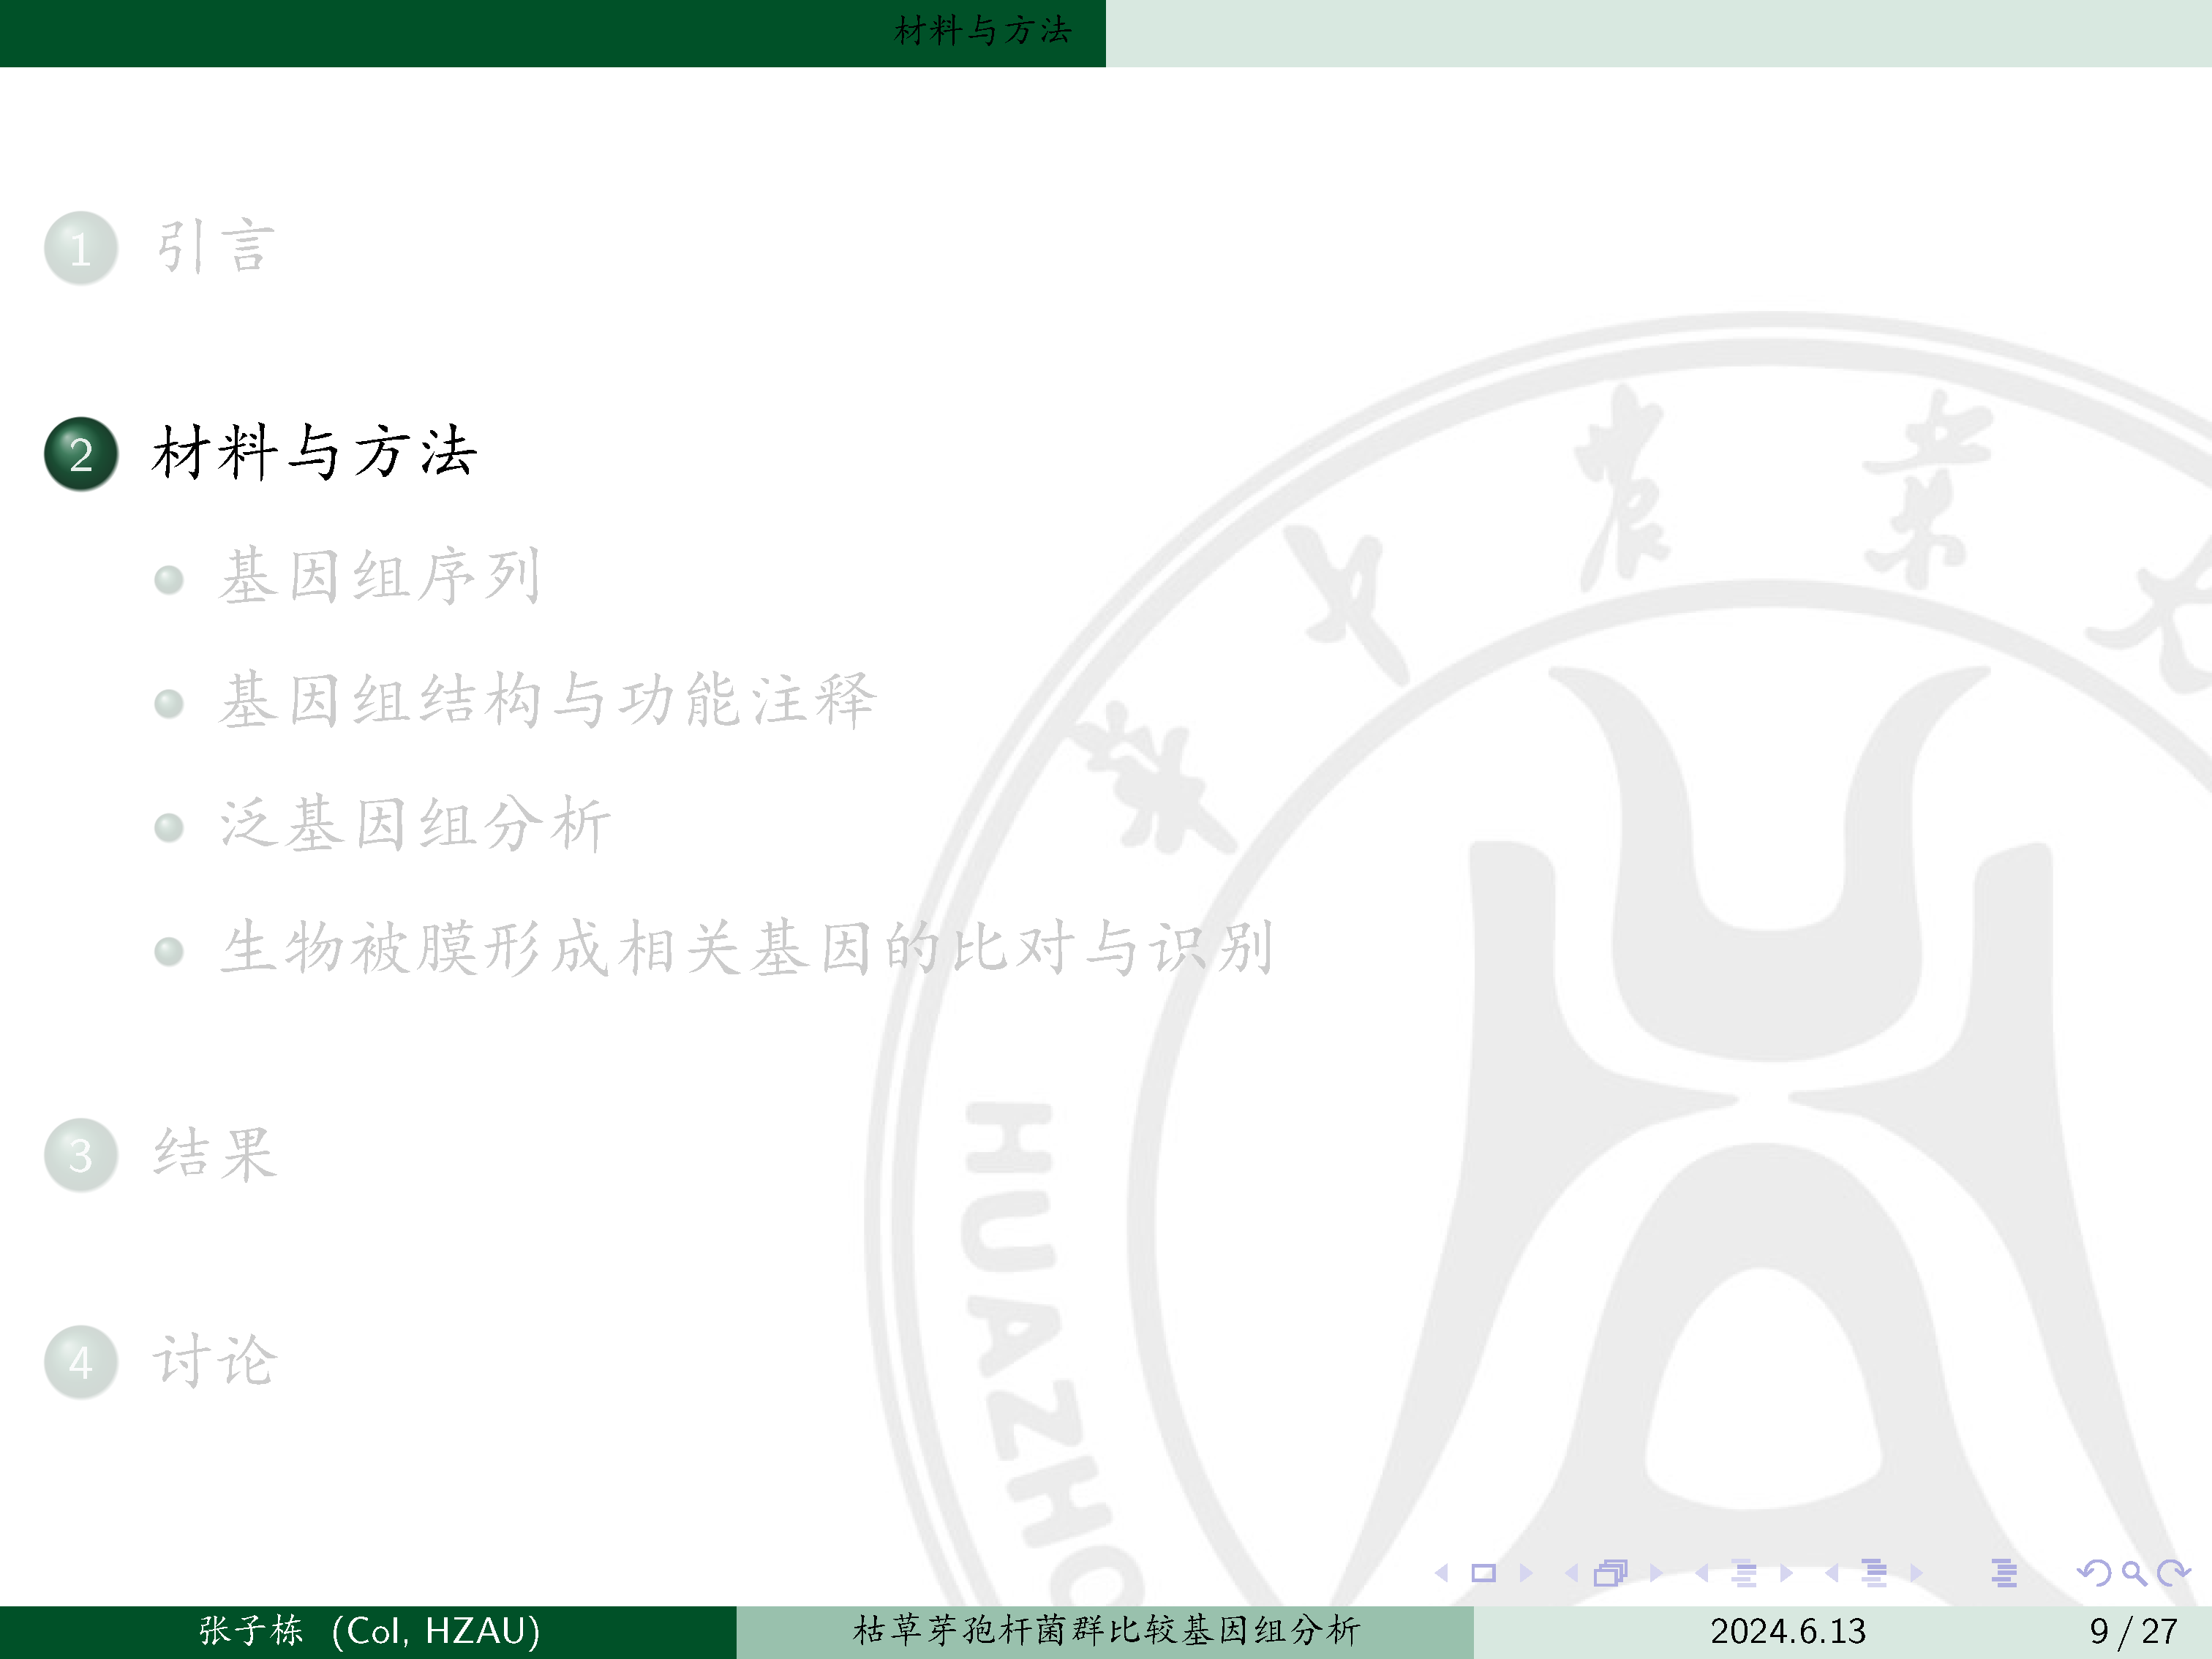 材料与方法
1 引言
2 材料与方法
基因组序列
基因组结构与功能注释
泛基因组分析
生物被膜形成相关基因的比对与识别
3 结果
4 讨论
华中农业大
HUAZHO
张子栋 (Col, HZAU)
枯草芽孢杆菌群比较基因组分析
2024.6.13
9 / 27